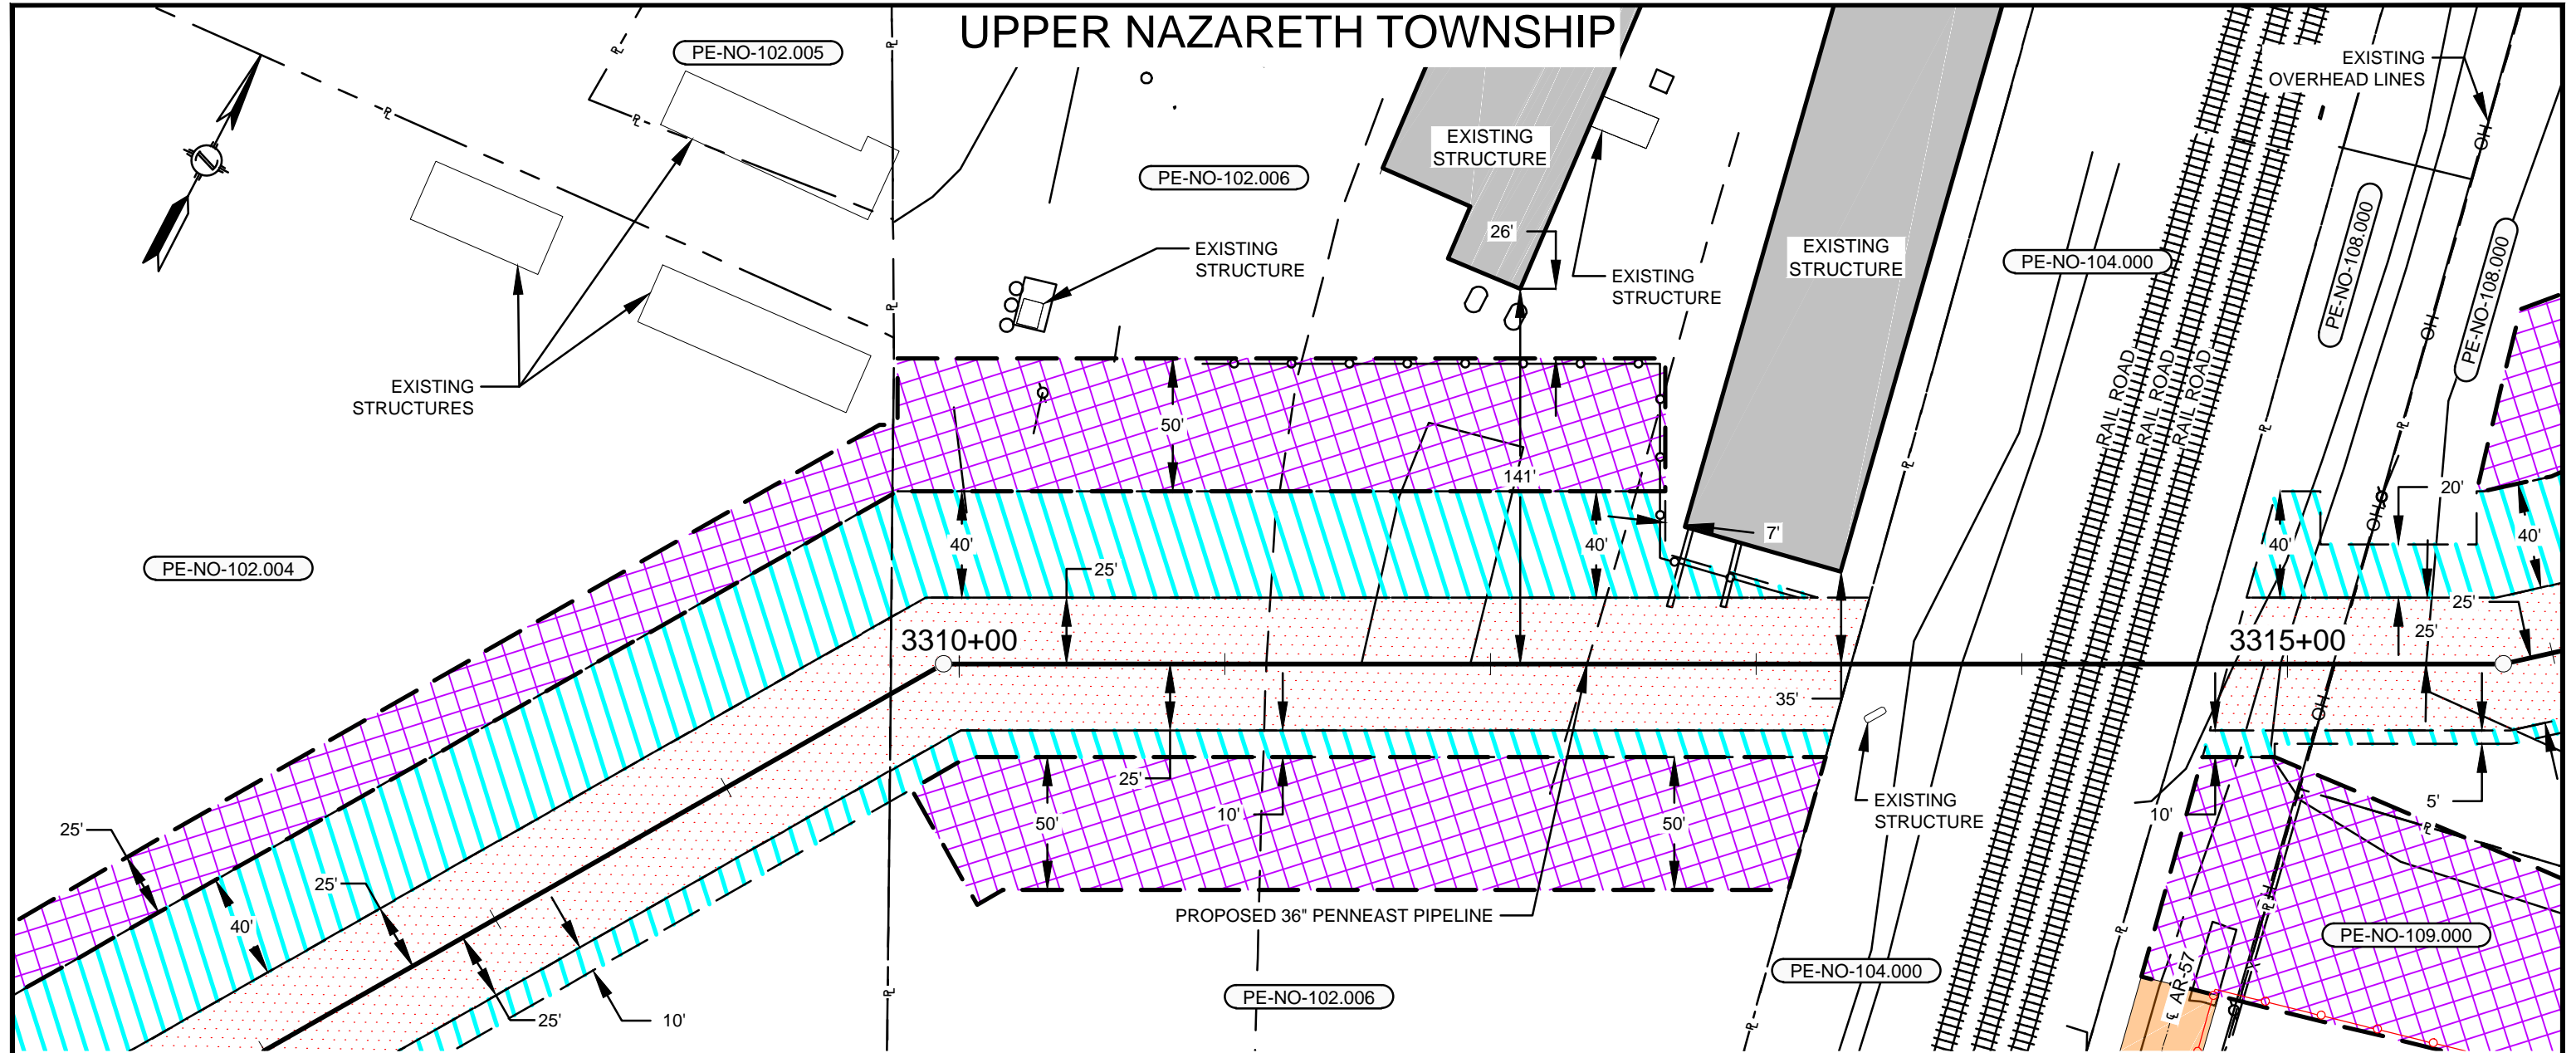 UPPER NAZARETH TOWNSHIP
PE-NO-102.005
EXISTING
OVERHEAD LINES
EXISTING
STRUCTURE
PE-NO-102.006
26'
EXISTING
STRUCTURE
EXISTING
STRUCTURE
EXISTING
STRUCTURE
PE-NO-104.000
PE-NO-108.000
PE-NO-108.000
EXISTING
STRUCTURES
RAIL ROAD
RAIL ROAD
RAIL ROAD
OH
OH
50'
141'
7'
20'
OH
40'
40'
40'
40'
PE-NO-102.004
25'
25'
3310+00
3315+00
25'
35'
OH
25'
10'
50'
50'
EXISTING
STRUCTURE
10'
5'
25'
25'
40'
PROPOSED 36" PENNEAST PIPELINE
PE-NO-109.000
PE-NO-104.000
AR-57
PE-NO-102.006
25'
10'